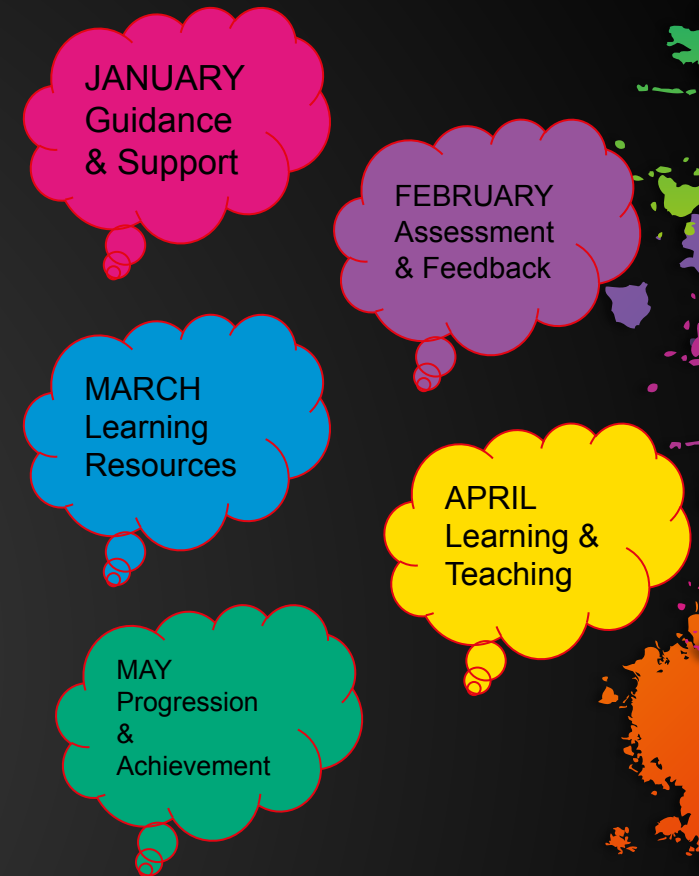 JANUARY
Guidance
& Support
FEBRUARY
Assessment
& Feedback
MARCH
Learning
Resources
APRIL
Learning &
Teaching
MAY
Progression
&
Achievement